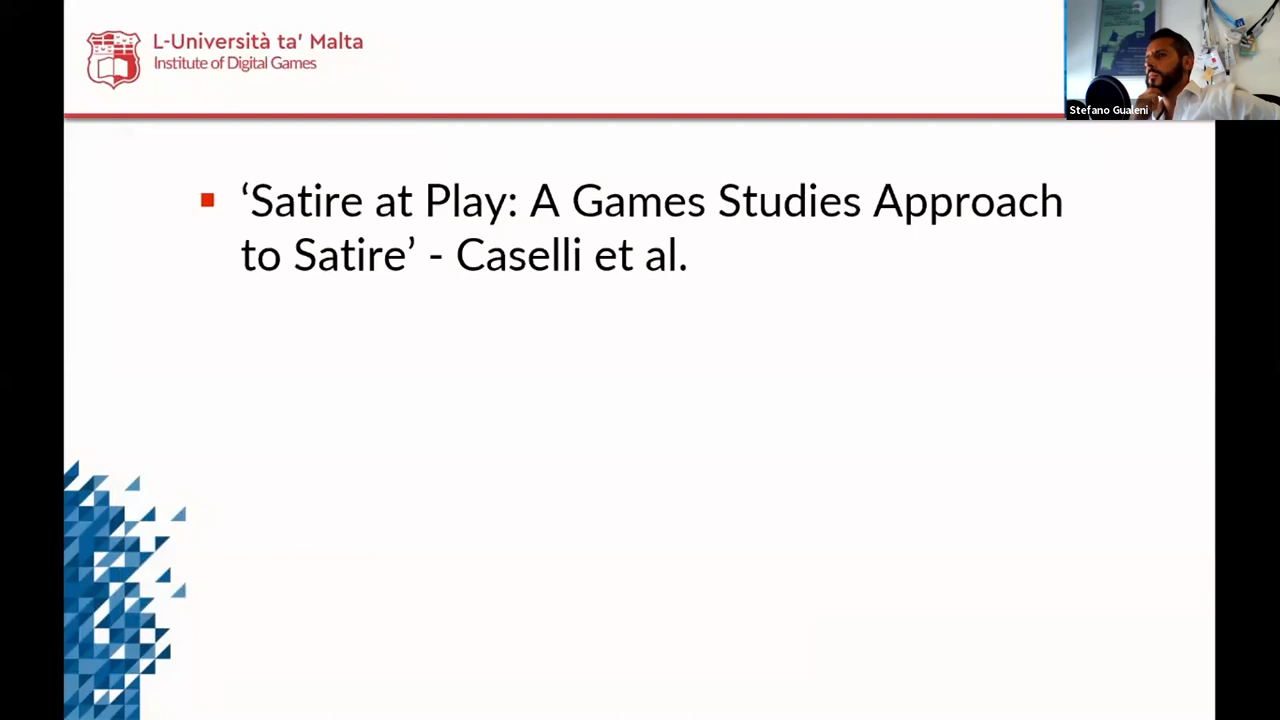 L-Università ta' Malta
Institute of Digital Games
Stefano Gualeni
‘Satire at Play: A Games Studies Approach
to Satire’ - Caselli et al.